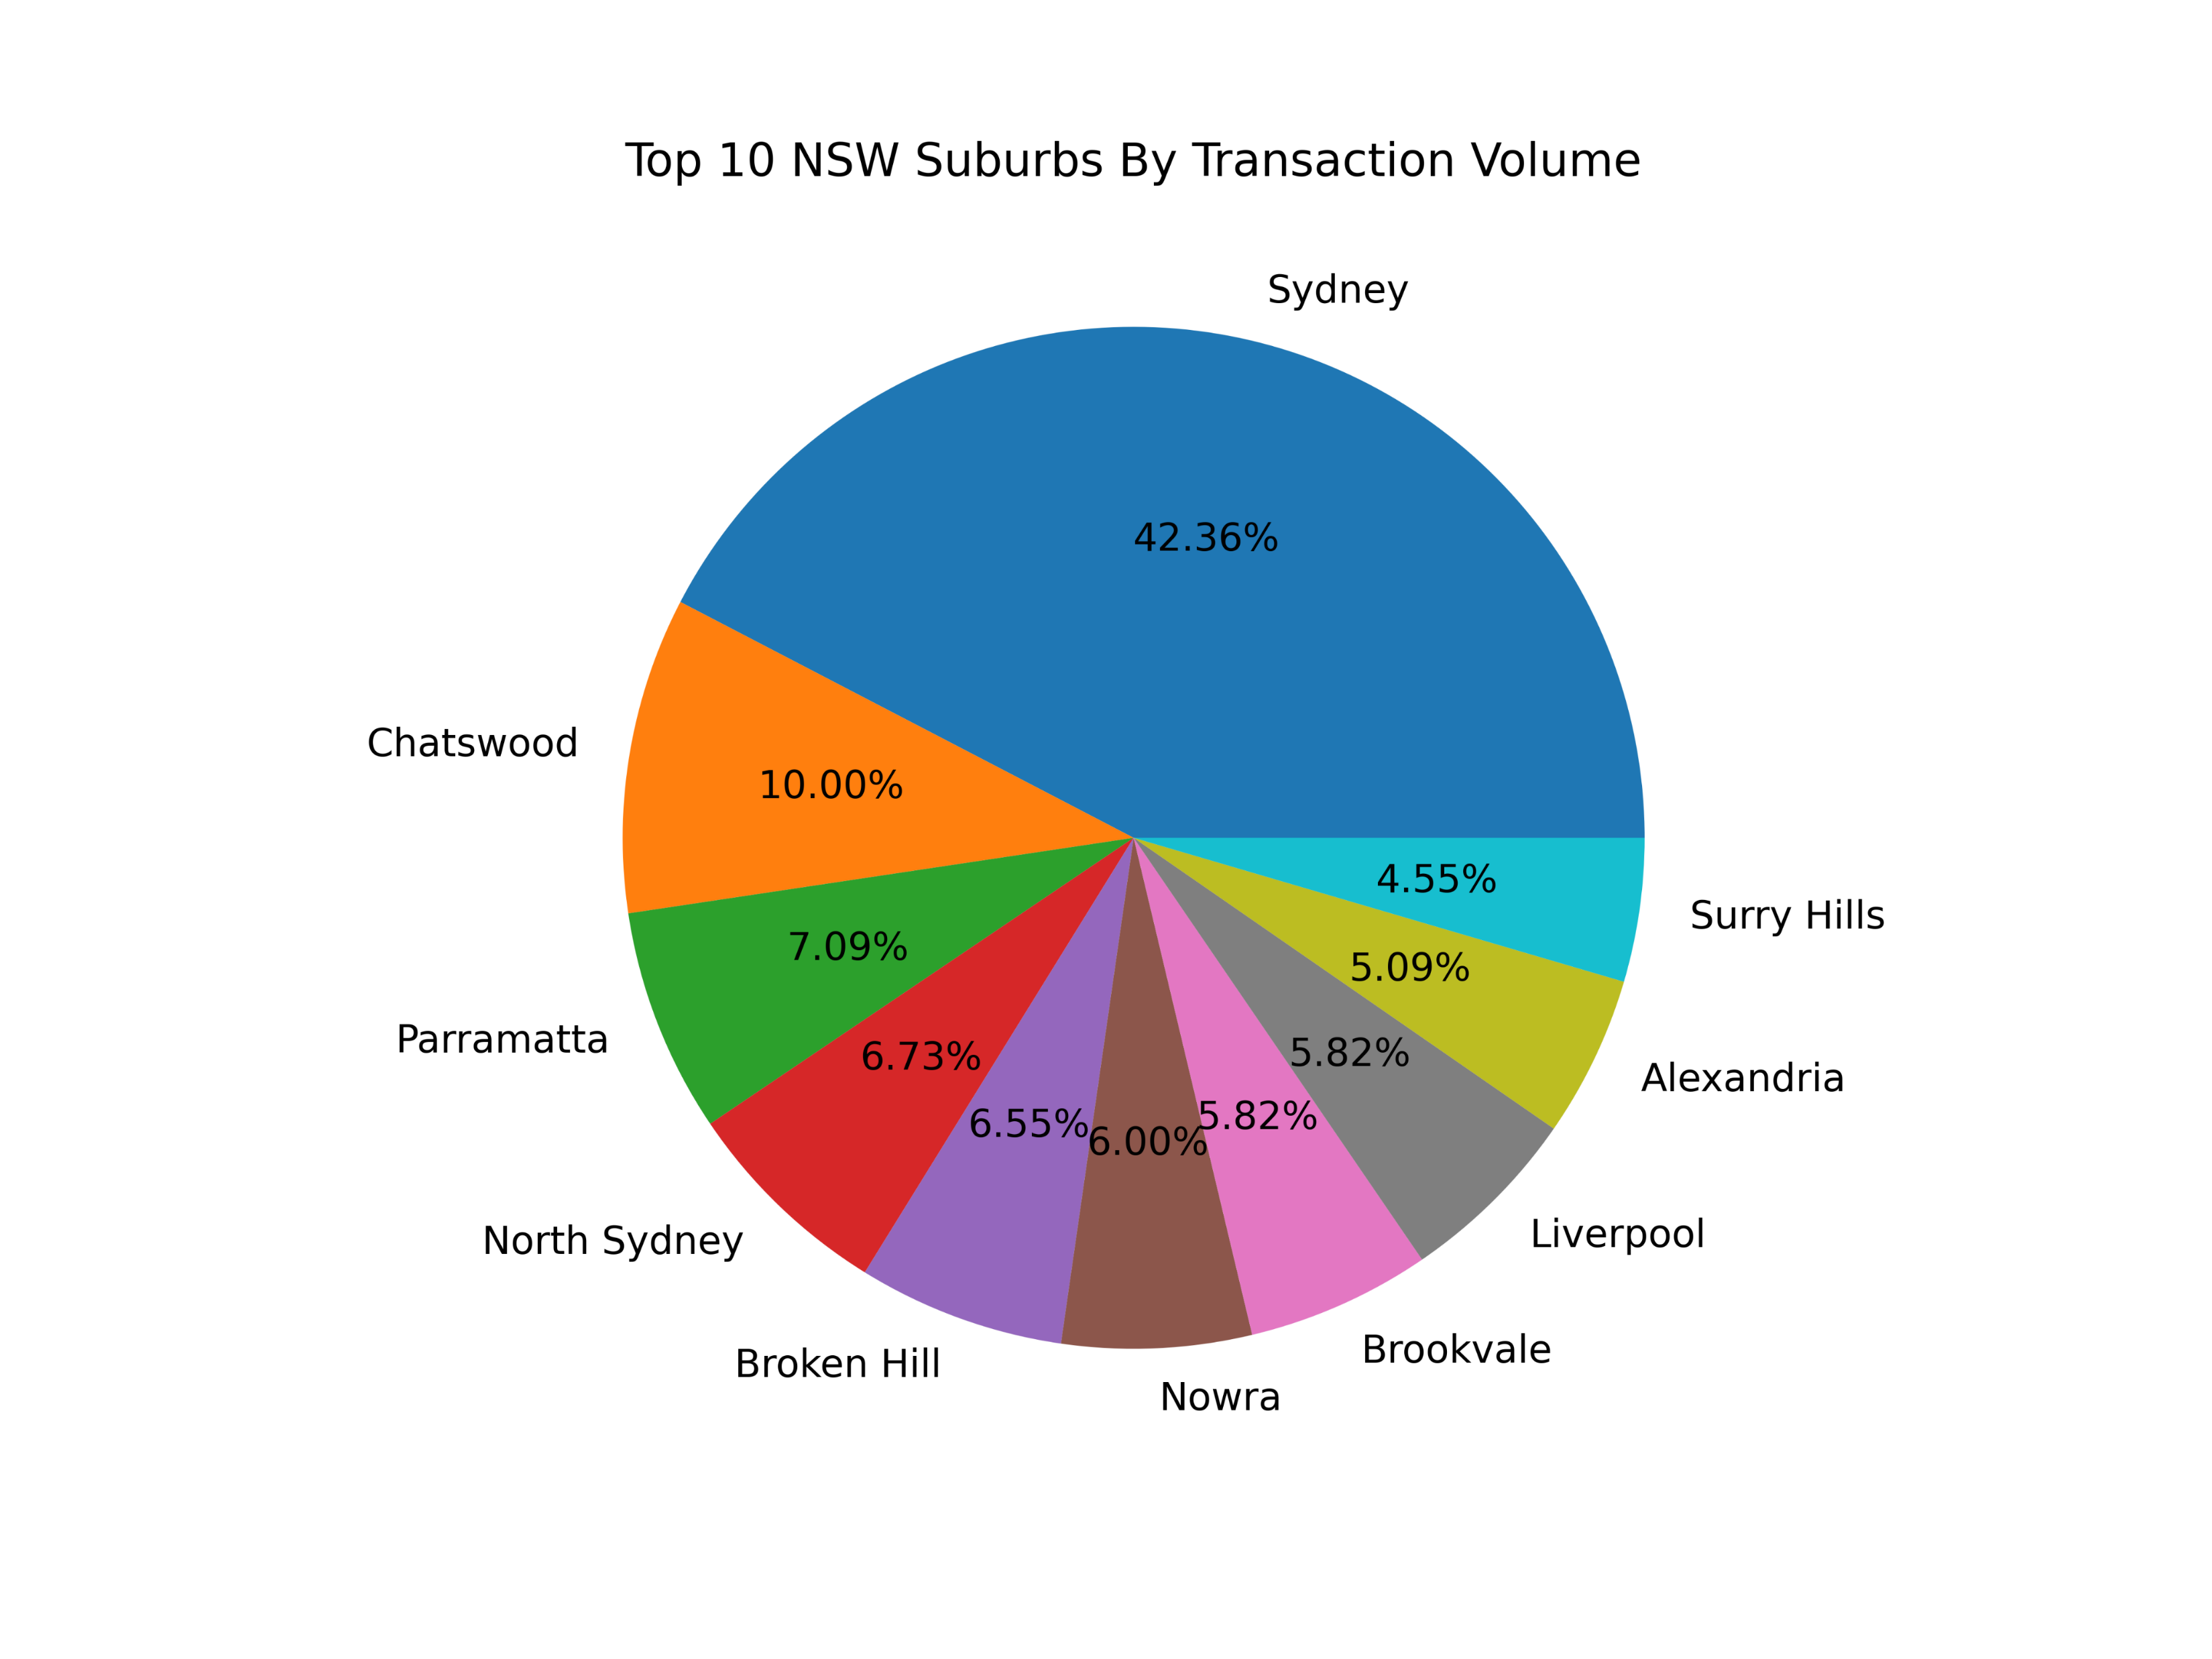 Top 10 NSW Suburbs By Transaction Volume
Sydney
42.36%
Chatswood
10.00%
Parramatta
7.09%
North Sydney
6.73%
Broken Hill
6.55%
Nowra
6.00%
Brookvale
5.82%
Liverpool
5.82%
Alexandria
5.09%
Surry Hills
4.55%